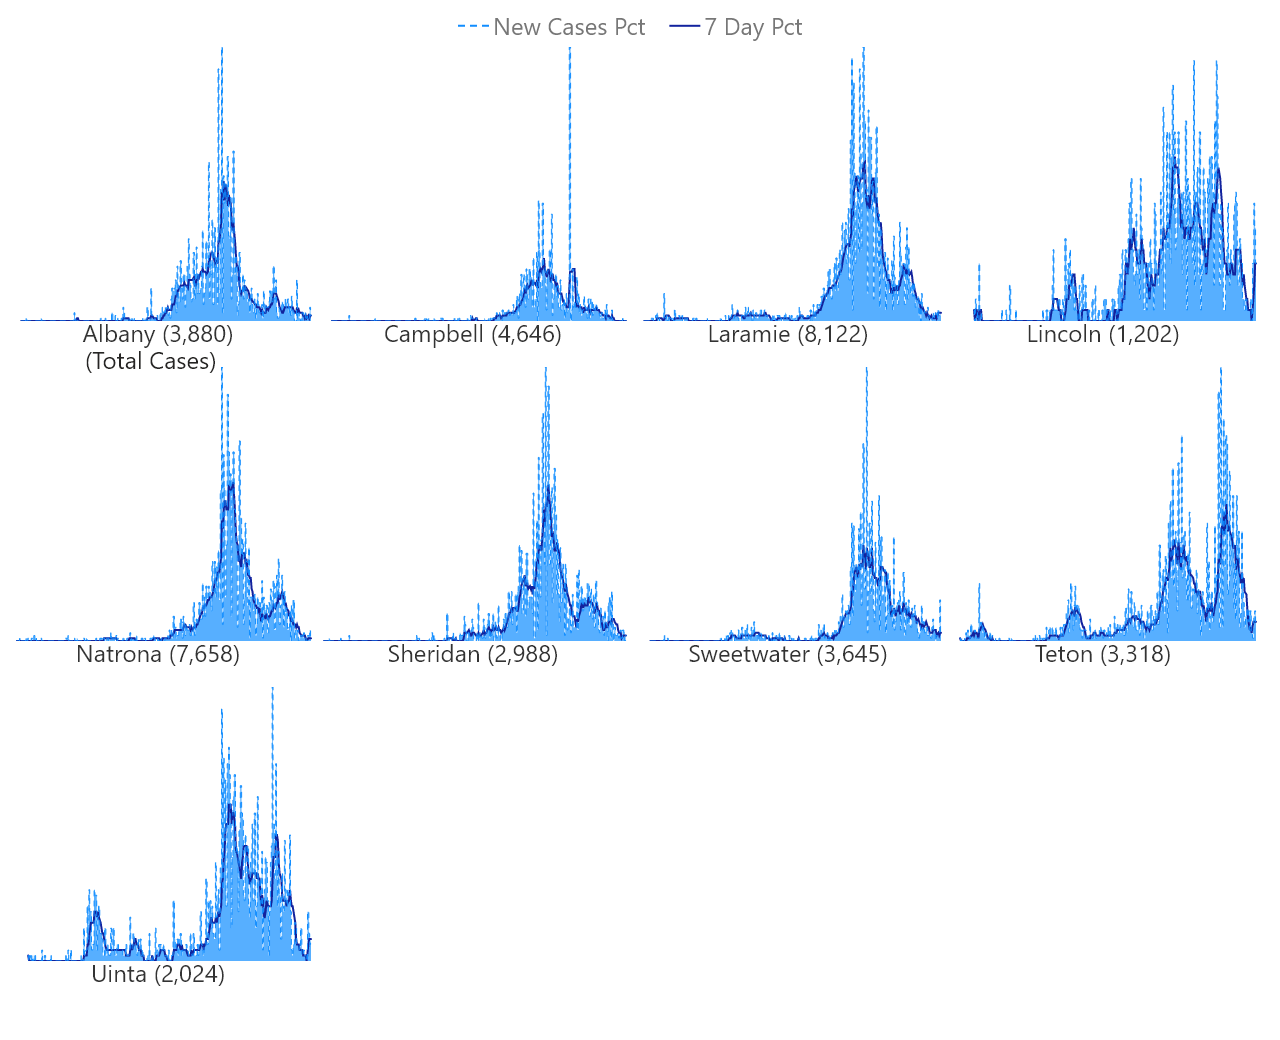 New Cases Pct 7 Day Pct
Albany (3,880) Campbell (4,646) Laramie (8,122) Lincoln (1,202)
(Total Cases)
Natrona (7,658) Sheridan (2,988) Sweetwater (3,645) Teton (3,318)
Uinta (2,024)